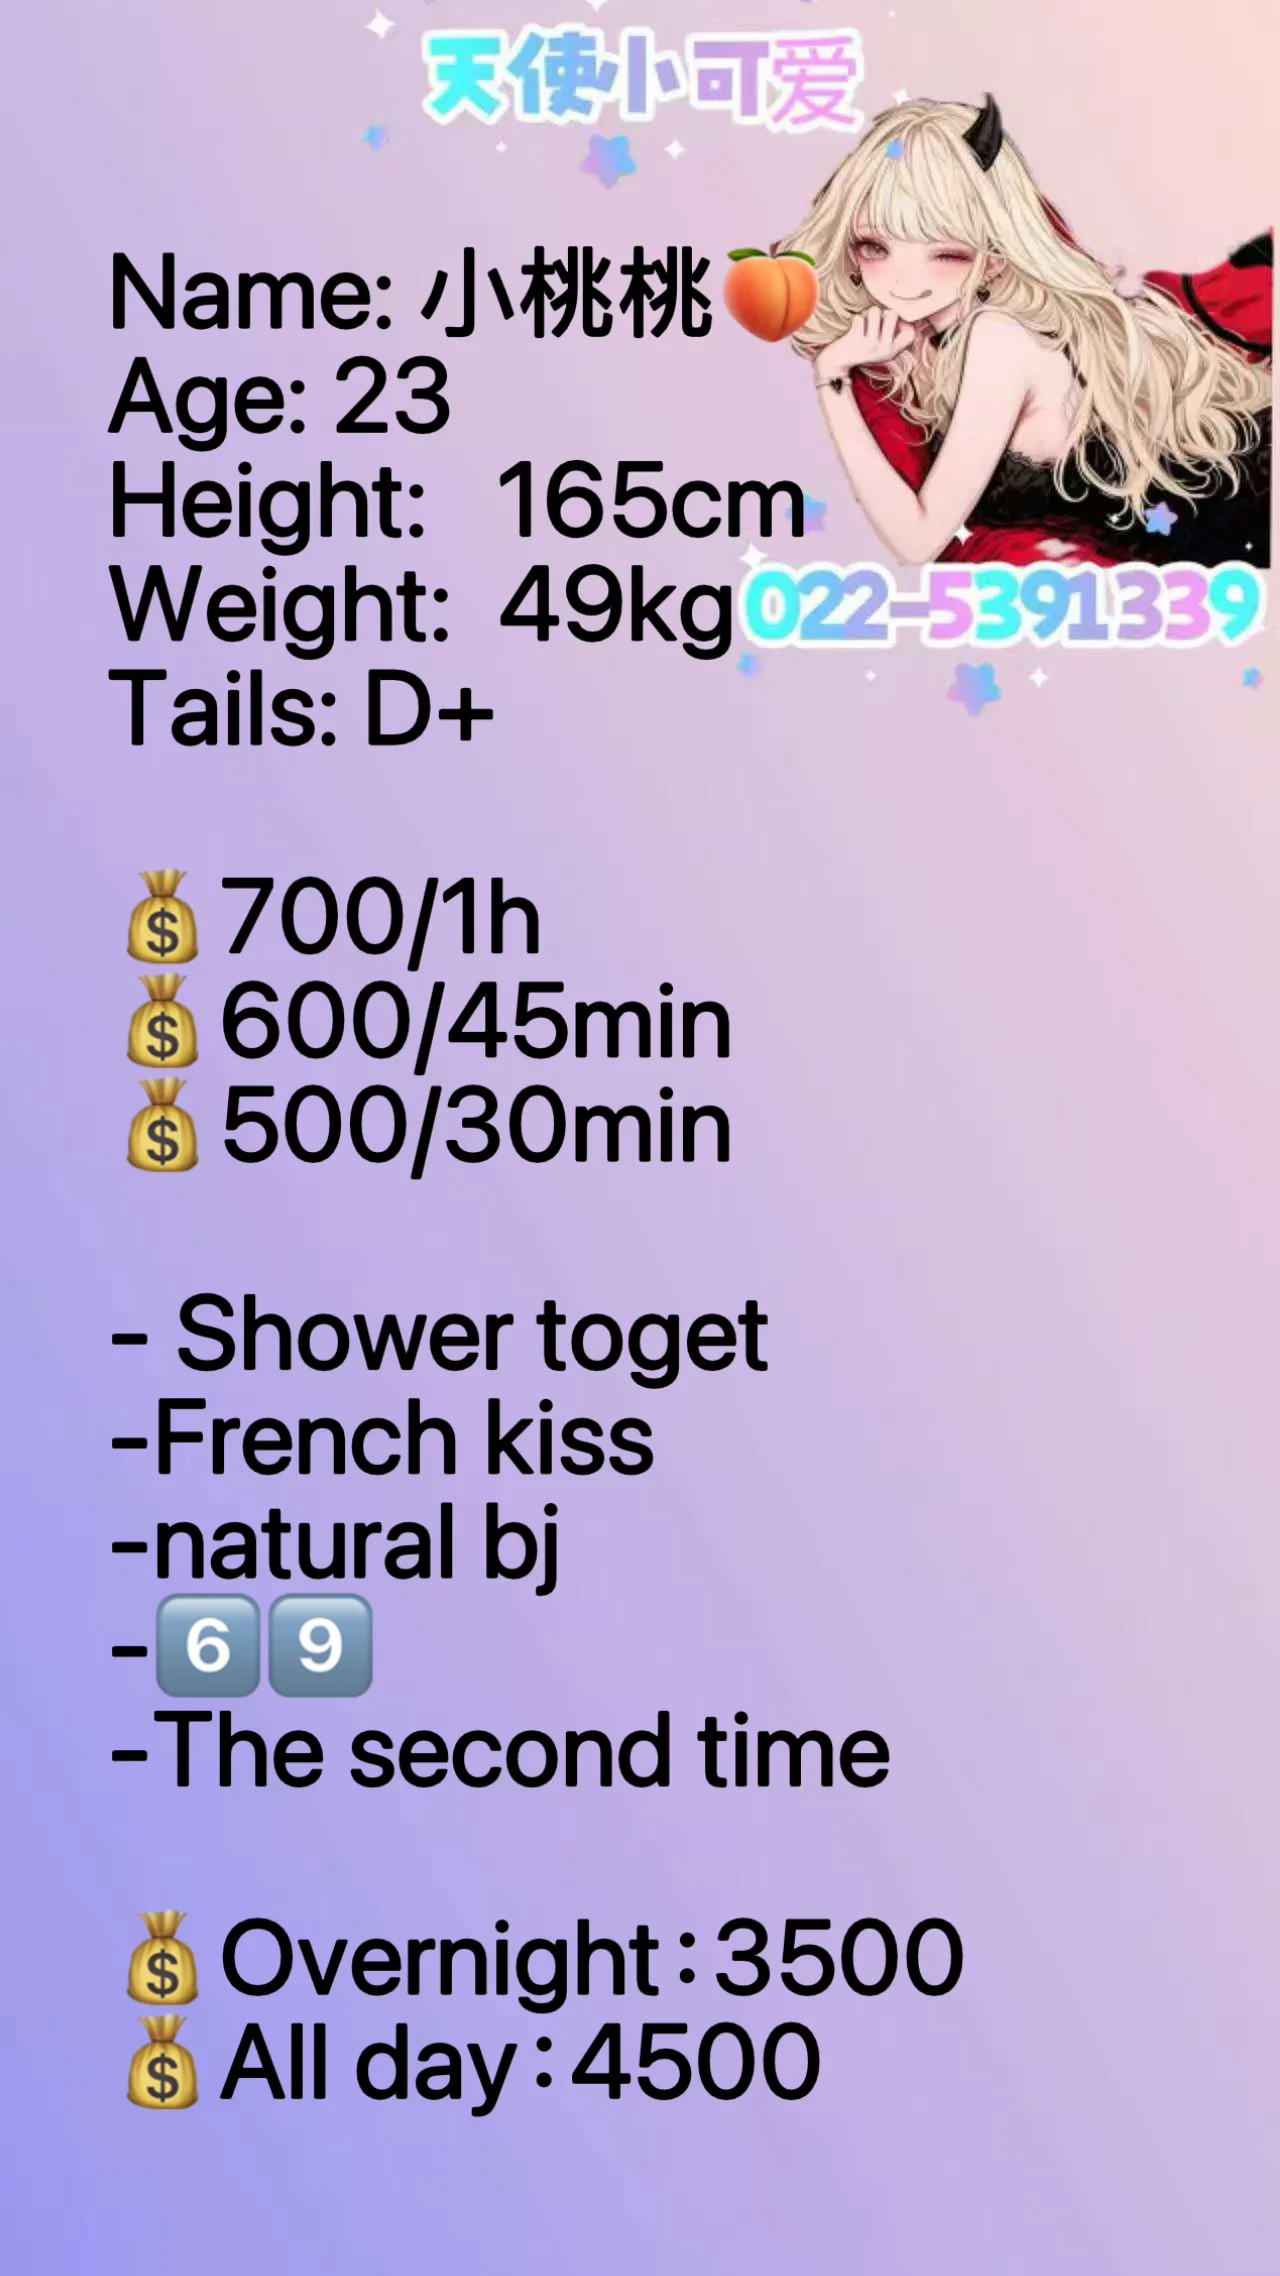 天使小可爱
Name: 小桃桃🍑
Age: 23
Height: 165cm
Weight: 49kg
022-5391339
Tails: D+
💰700/1h
💰600/45min
💰500/30min
- Shower toget
-French kiss
-natural bj
-6️⃣9️⃣
-The second time
💰Overnight：3500
💰All day：4500